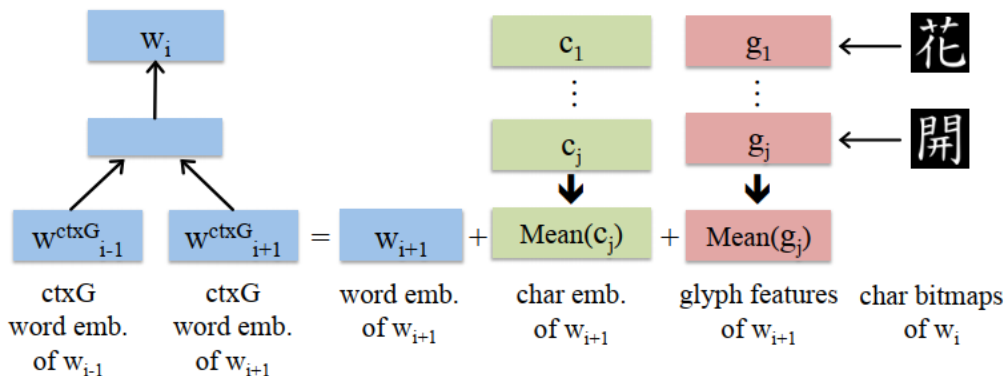 w_i c_1 g_1 花
⋮ ⋮
c_j g_j 開
w^ctxG_i-1 w^ctxG_i+1 = w_i+1 + Mean(c_j) + Mean(g_j)
ctxG ctxG word emb. char emb. glyph features char bitmaps
word emb. word emb. of w_i+1 of w_i+1 of w_i+1 of w_i
of w_i-1 of w_i+1